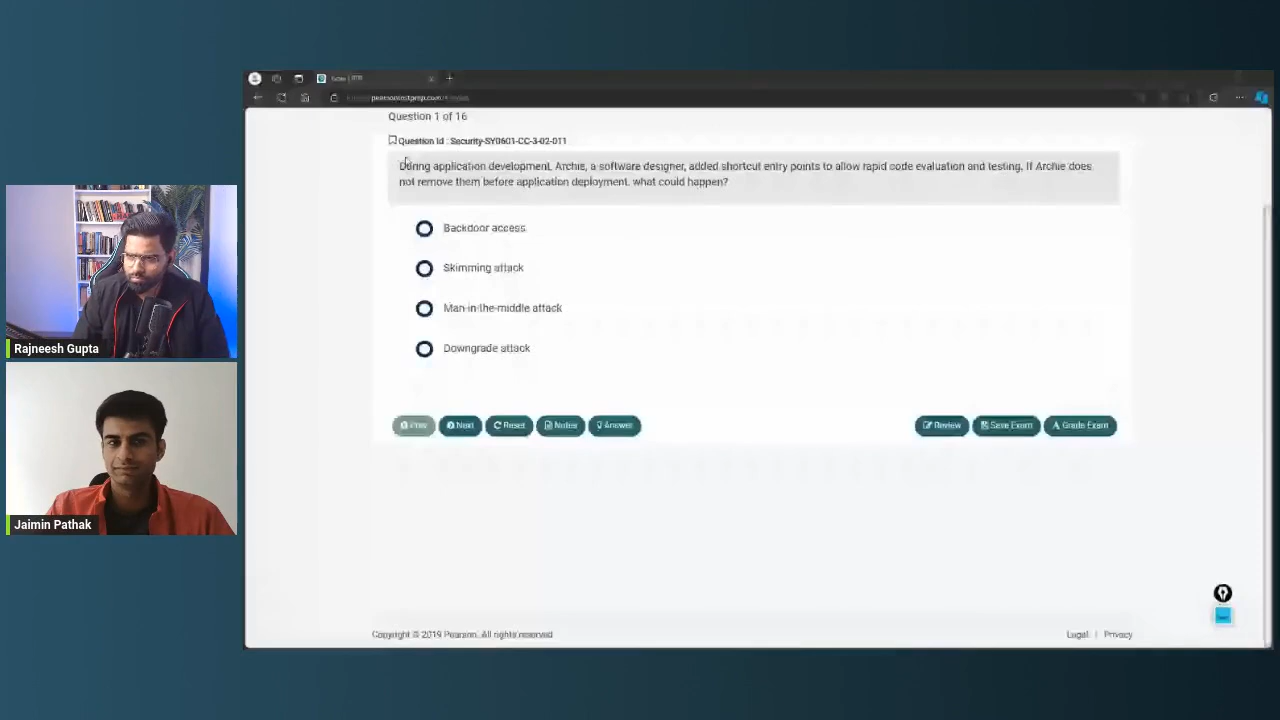 Question 1 of 16
Question Id : Security-SY0601-CC-3-02-011
During application development, Archie, a software designer, added shortcut entry points to allow rapid code evaluation and testing. If Archie does
not remove them before application deployment, what could happen?
Backdoor access
Skimming attack
Man-in-the-middle attack
Downgrade attack
Prev Next Reset Notes Answer Review Save Exam Grade Exam
Rajneesh Gupta
Jaimin Pathak
Copyright © 2019 Pearson. All rights reserved
Legal | Privacy